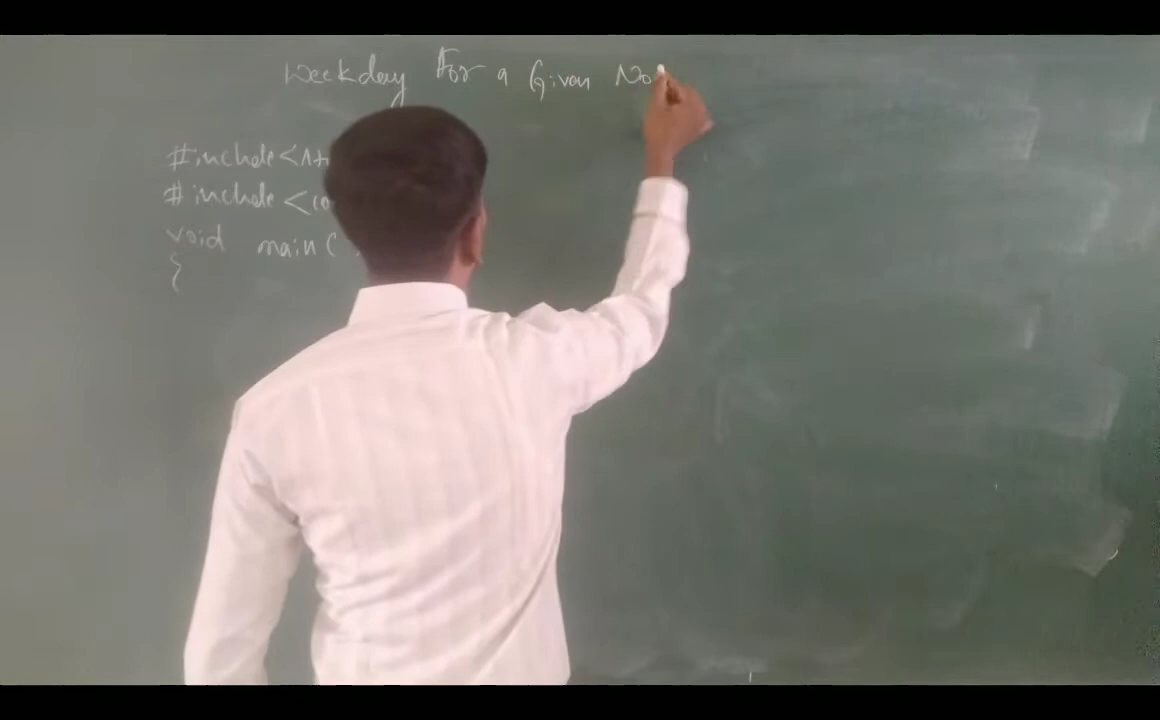 Weekday For a Given No
#include<st
#include<co
void main(
{